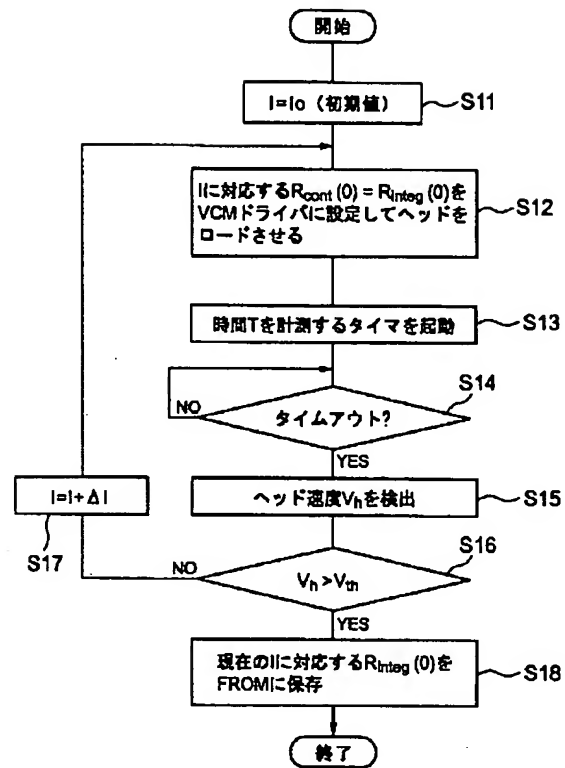 開始
I=I₀ (初期値)
S11
Iに対応するR_cont(0) = R_integ(0)を
VCMドライバに設定してヘッドを
ロードさせる
S12
時間Tを計測するタイマを起動
S13
S14
タイムアウト?
NO
YES
ヘッド速度V_hを検出
S15
I=I+ΔI
S17
S16
V_h>V_th
NO
YES
現在のIに対応するR_integ(0)を
FROMに保存
S18
終了